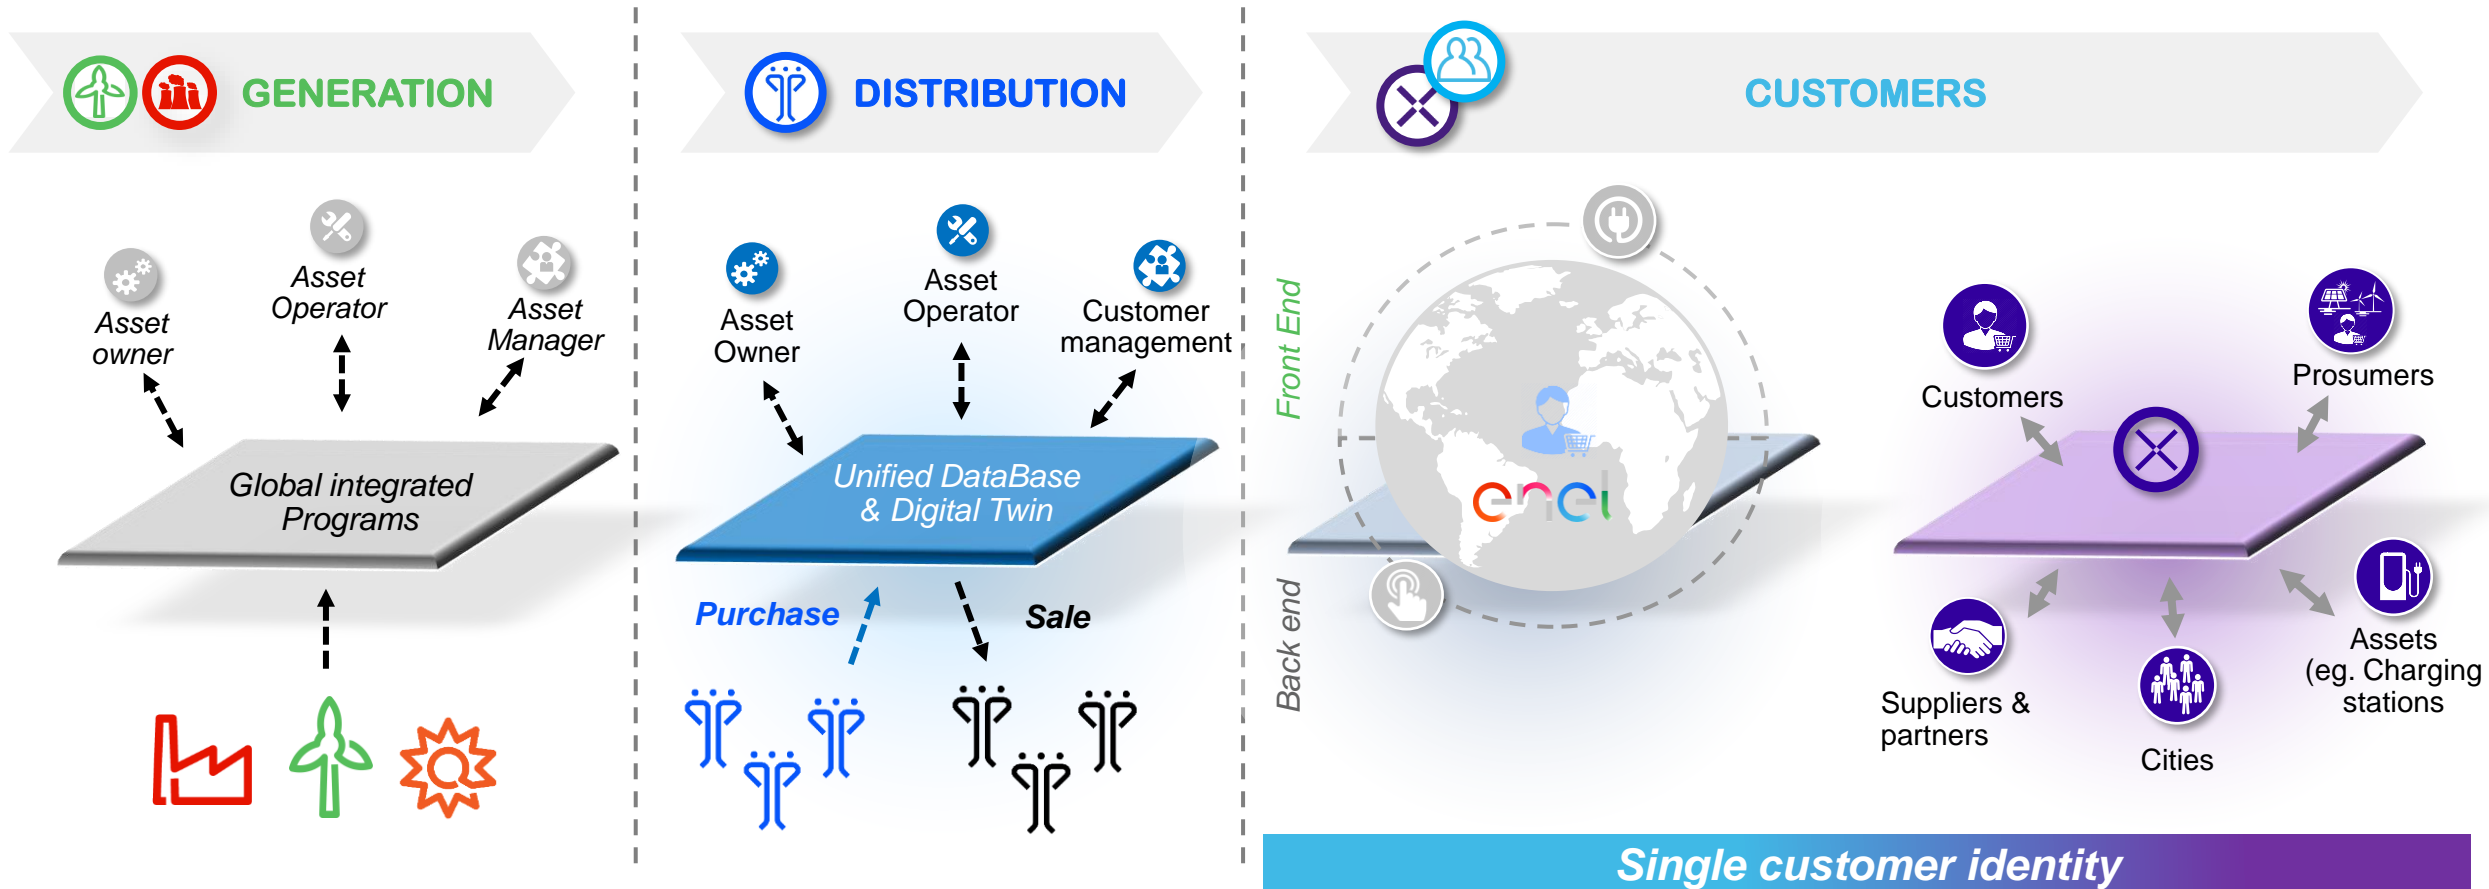 GENERATION
DISTRIBUTION
CUSTOMERS
Asset
owner
Asset
Operator
Asset
Manager
Global integrated
Programs
Asset
Owner
Asset
Operator
Customer
management
Unified DataBase
& Digital Twin
Purchase
Sale
Front End
Back end
enel
Customers
Prosumers
Suppliers &
partners
Cities
Assets
(eg. Charging
stations
Single customer identity